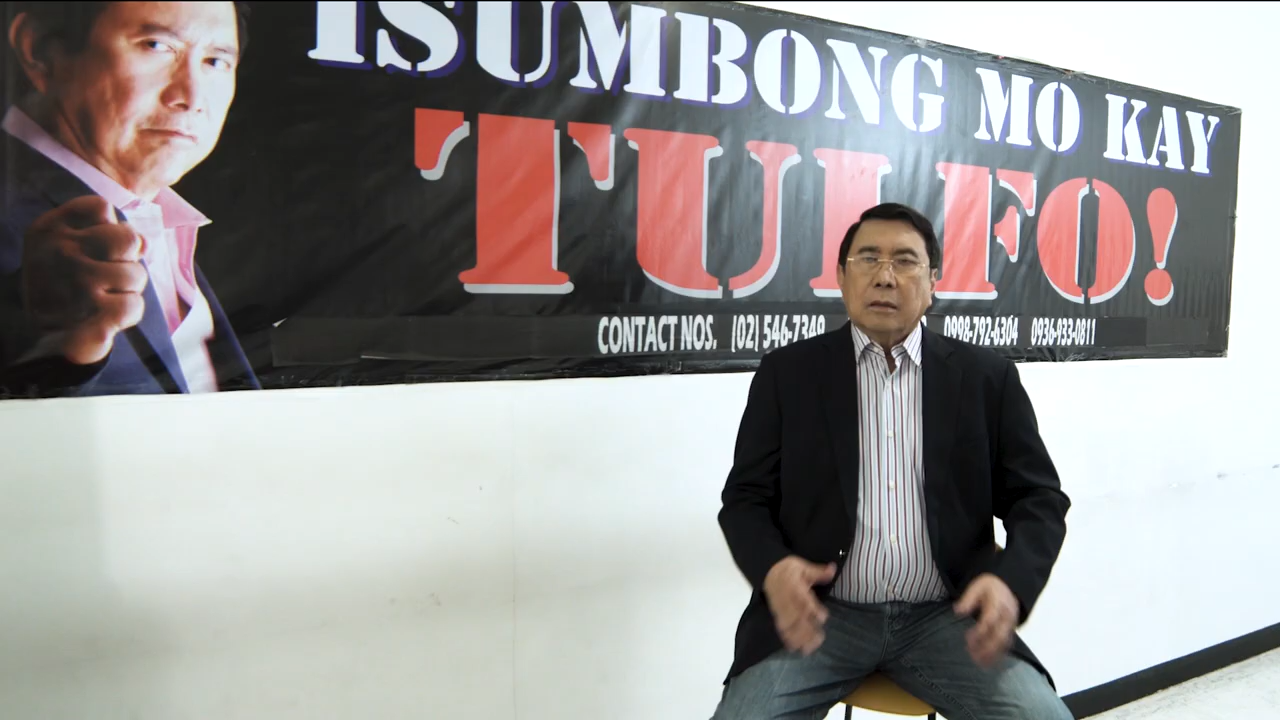 ISUMBONG MO KAY
TULFO!
CONTACT NOS. (02) 546-7349 0998-792-6304 0936-933-0811